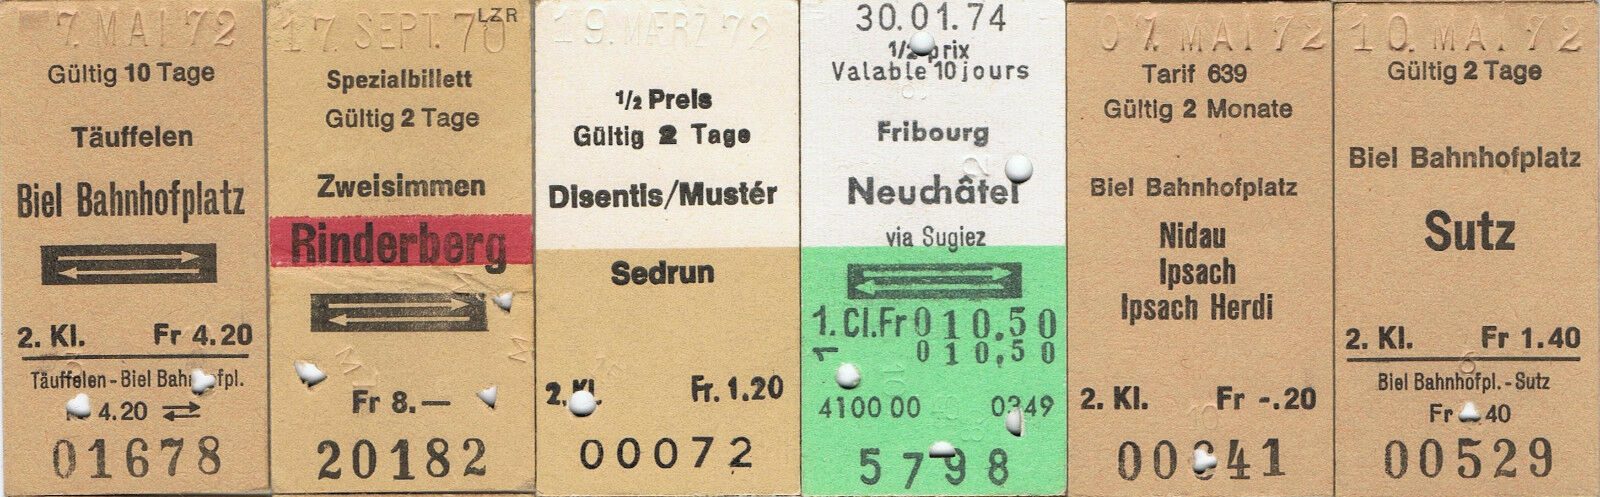 7. MAI 72
Gültig 10 Tage
Täuffelen
Biel Bahnhofplatz
2. Kl. Fr 4.20
Täuffelen - Biel Bahnhofpl.
4.20
01678
LZR
17. SEPT. 70
Spezialbillett
Gültig 2 Tage
Zweisimmen
Rinderberg
Fr 8.—
20182
19. MÆRZ 72
1/2 Preis
Gültig 2 Tage
Disentis/Mustér
Sedrun
2. Kl. Fr. 1.20
00072
30.01.74
1/2 prix
Valable 10 jours
Fribourg
Neuchâtel
via Sugiez
1. Cl. Fr 010.50
010.50
4100 00 0349
5798
07. MAI 72
Tarif 639
Gültig 2 Monate
Biel Bahnhofplatz
Nidau
Ipsach
Ipsach Herdi
2. Kl. Fr -.20
10. MAI 72
Gültig 2 Tage
Biel Bahnhofplatz
Sutz
2. Kl. Fr 1.40
Biel Bahnhofpl. - Sutz
Fr 40
00529